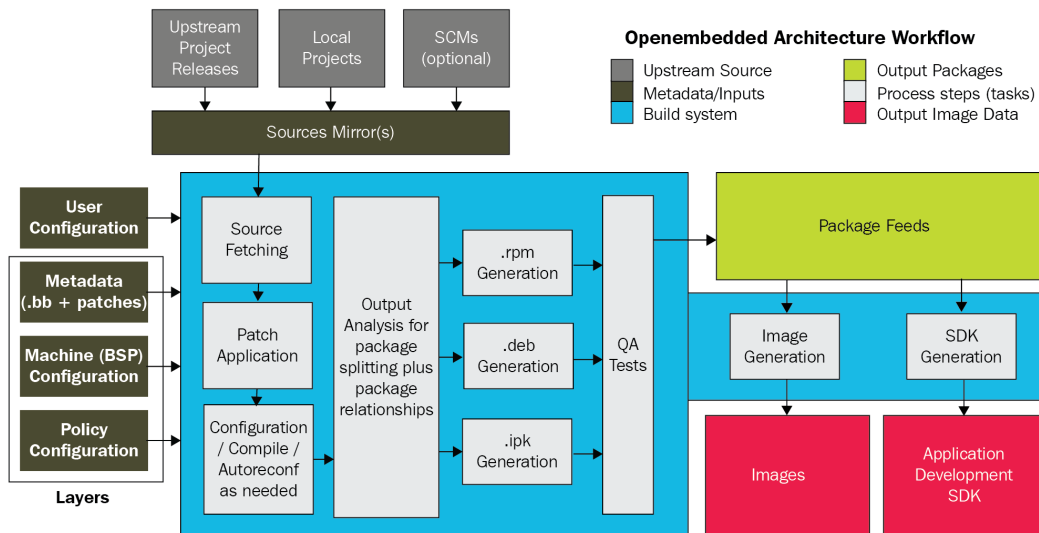 Upstream
Project
Releases
Local
Projects
SCMs
(optional)
Openembedded Architecture Workflow
Upstream Source
Metadata/Inputs
Build system
Output Packages
Process steps (tasks)
Output Image Data
Sources Mirror(s)
User
Configuration
Metadata
(.bb + patches)
Machine (BSP)
Configuration
Policy
Configuration
Layers
Source
Fetching
Patch
Application
Configuration
/ Compile /
Autoreconf
as needed
Output
Analysis for
package
splitting plus
package
relationships
.rpm
Generation
.deb
Generation
.ipk
Generation
QA
Tests
Package Feeds
Image
Generation
SDK
Generation
Images
Application
Development
SDK